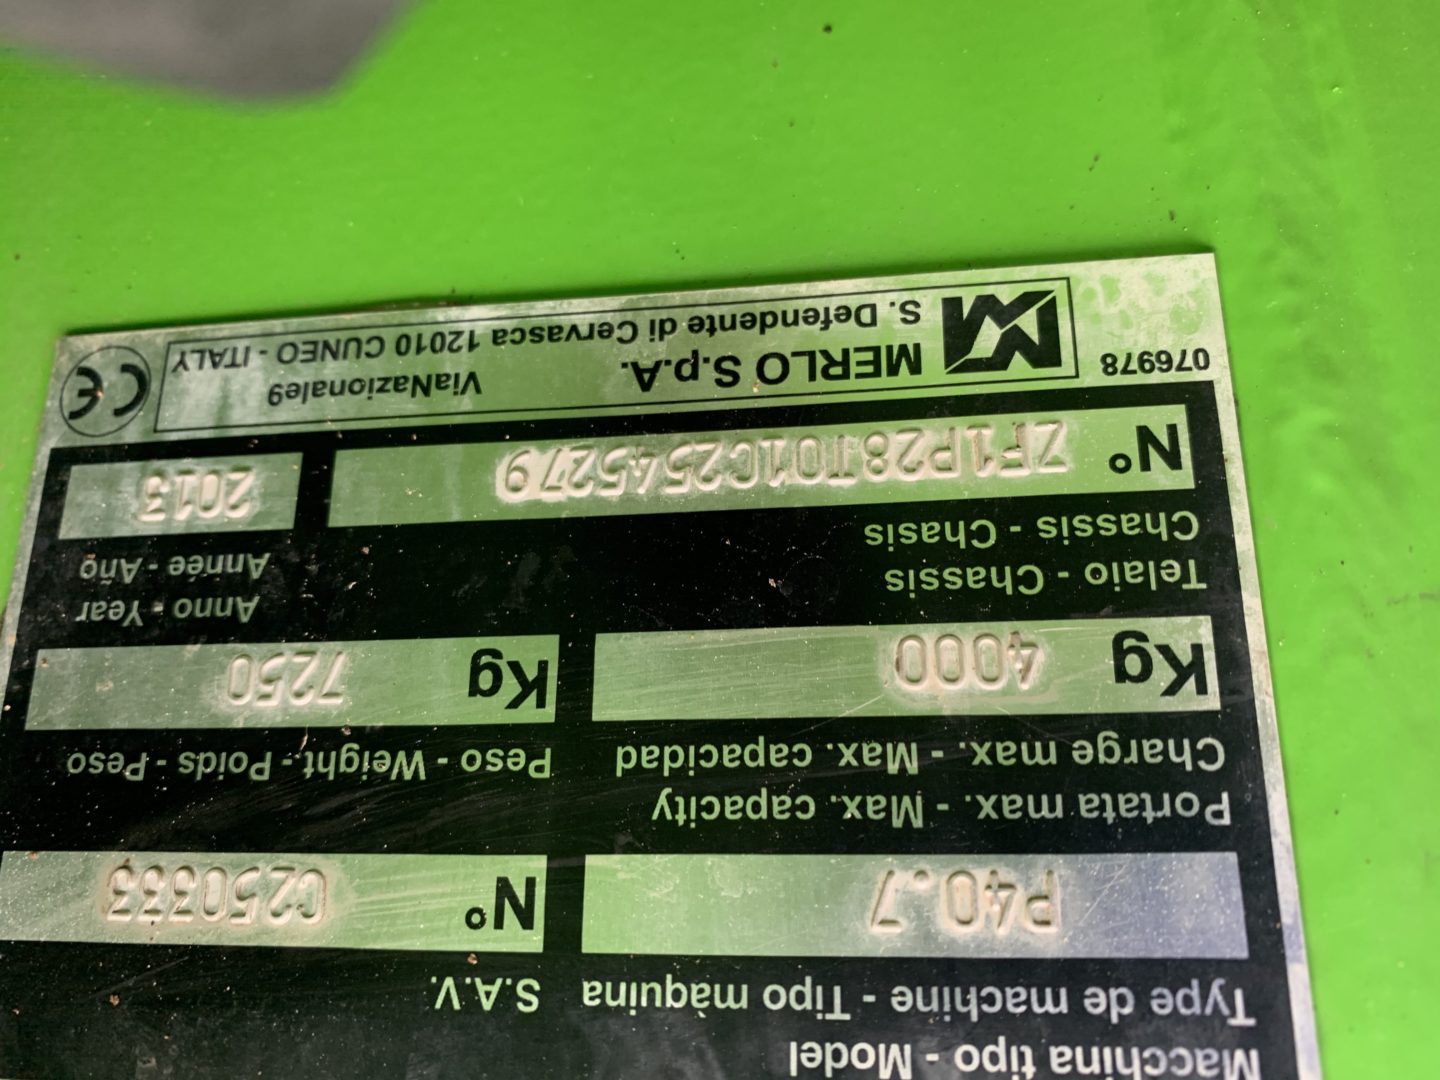 Macchina tipo - Model
Type de machine - Tipo màquina
S.A.V.
P40.7
N° C250333
Portata max. - Max. capacity
Charge max. - Max. capacidad
Peso - Weight - Poids - Peso
Kg 4000
Kg 7250
Telaio - Chassis
Chassis - Chasis
Anno - Year
Année - Año
N° ZF1P28T01C2545279
2013
076978
MERLO S.p.A.
ViaNazionale9
S. Defendente di Cervasca 12010 CUNEO - ITALY
CE